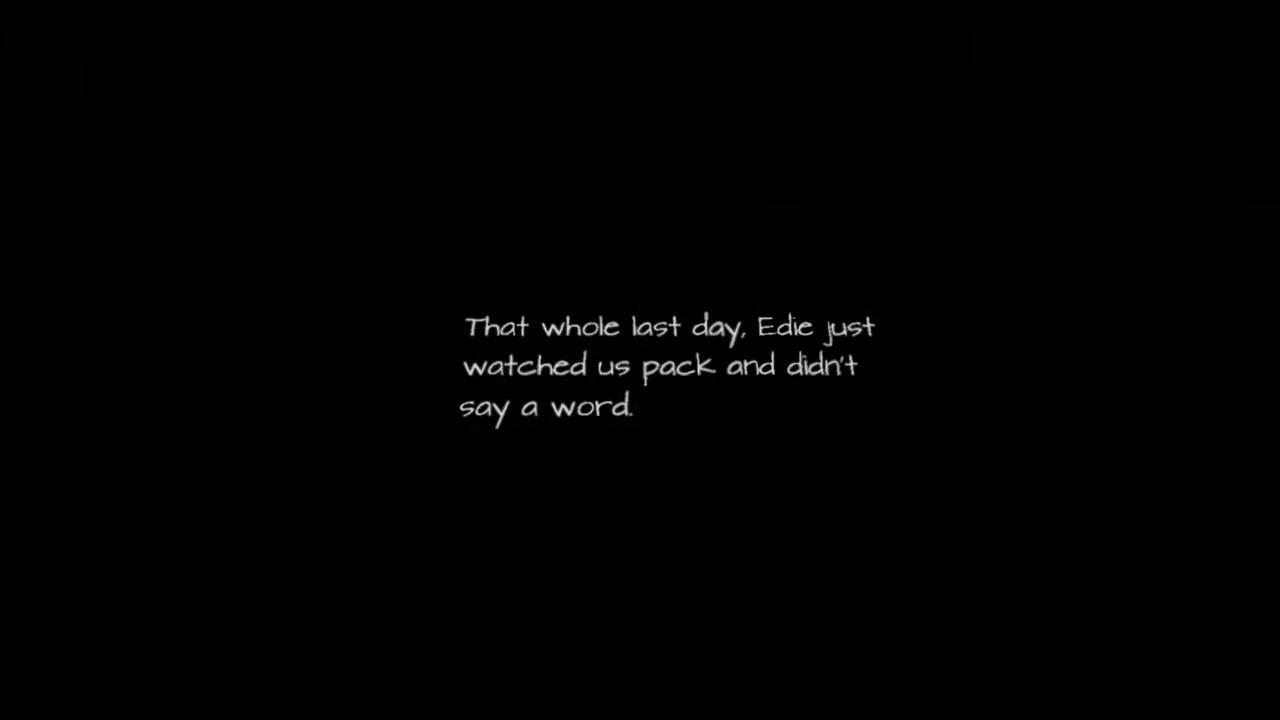 That whole last day, Edie just
watched us pack and didn't
say a word.